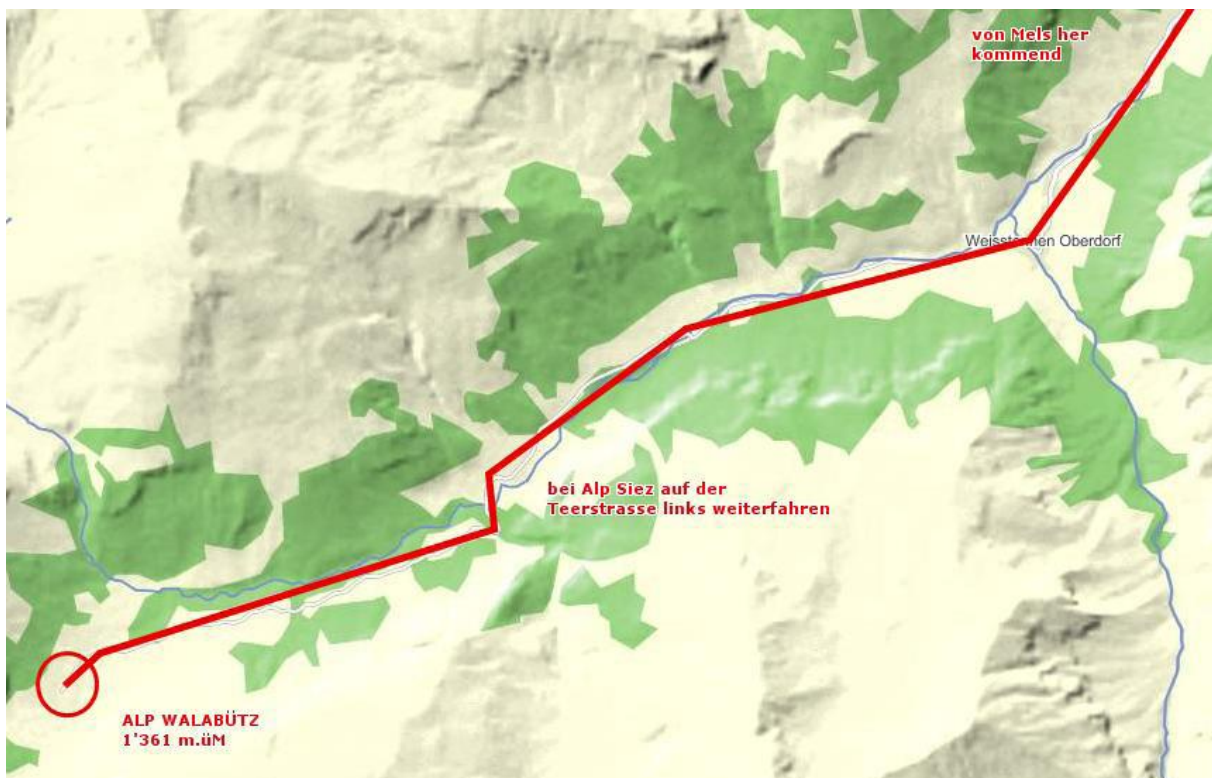 von Mels her
kommend
Weisstannen Oberdorf
bei Alp Siez auf der
Teerstrasse links weiterfahren
ALP WALABÜTZ
1'361 m.üM